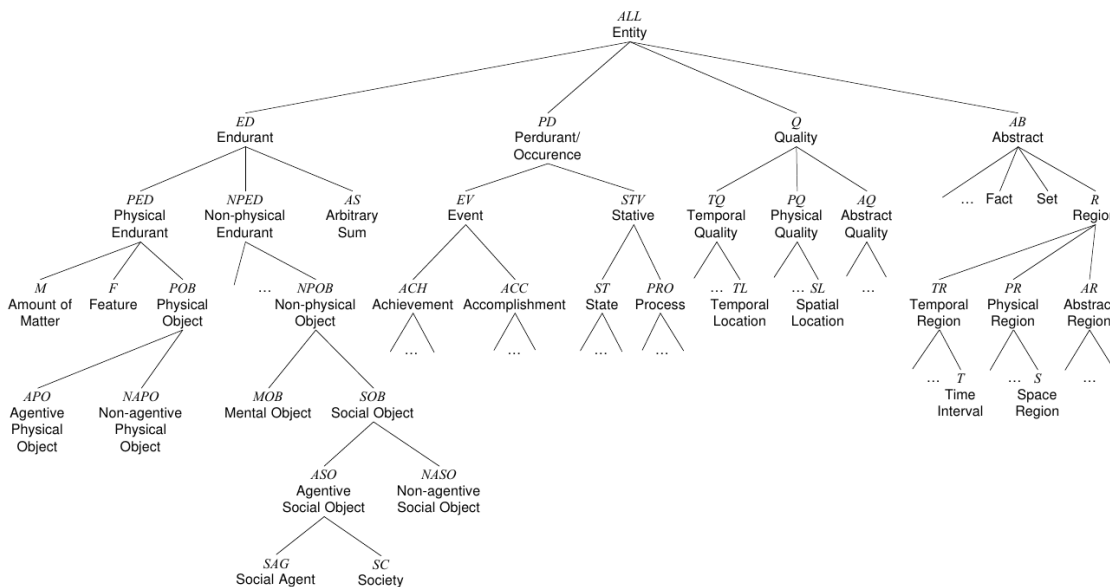 ALL
Entity
ED
Endurant
PD
Perdurant/
Occurence
Q
Quality
AB
Abstract
PED
Physical
Endurant
NPED
Non-physical
Endurant
AS
Arbitrary
Sum
EV
Event
STV
Stative
TQ
Temporal
Quality
PQ
Physical
Quality
AQ
Abstract
Quality
...
Fact
Set
R
Region
M
Amount of
Matter
F
Feature
POB
Physical
Object
...
NPOB
Non-physical
Object
ACH
Achievement
...
ACC
Accomplishment
...
ST
State
...
PRO
Process
...
... TL
Temporal
Location
... SL
Spatial
Location
...
TR
Temporal
Region
PR
Physical
Region
AR
Abstract
Region
APO
Agentive
Physical
Object
NAPO
Non-agentive
Physical
Object
MOB
Mental Object
SOB
Social Object
... T
Time
Interval
... S
Space
Region
...
ASO
Agentive
Social Object
NASO
Non-agentive
Social Object
SAG
Social Agent
SC
Society